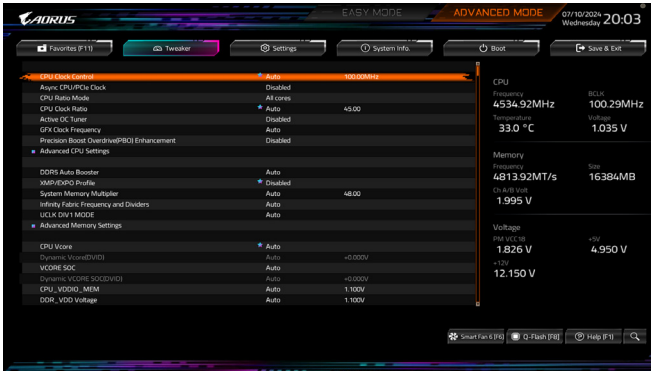 AORUS
EASY MODE
ADVANCED MODE
07/10/2024
Wednesday
20:03
Favorites (F11)
Tweaker
Settings
System Info.
Boot
Save & Exit
CPU Clock Control Auto 100.00MHz
Async CPU/PCIe Clock Disabled
CPU Ratio Mode All cores
CPU Clock Ratio Auto 45.00
Active OC Tuner Disabled
GFX Clock Frequency Auto
Precision Boost Overdrive(PBO) Enhancement Disabled
Advanced CPU Settings
DDR5 Auto Booster Auto
XMP/EXPO Profile Disabled
System Memory Multiplier Auto 48.00
Infinity Fabric Frequency and Dividers Auto
UCLK DIV1 MODE Auto
Advanced Memory Settings
CPU Vcore Auto
Dynamic Vcore(DVID) Auto +0.000V
VCORE SOC Auto
Dynamic VCORE SOC(DVID) Auto +0.000V
CPU_VDDIO_MEM Auto 1.100V
DDR_VDD Voltage Auto 1.100V
CPU
Frequency BCLK
4534.92MHz 100.29MHz
Temperature Voltage
33.0 °C 1.035 V
Memory
Frequency Size
4813.92MT/s 16384MB
Ch A/B Volt
1.995 V
Voltage
PM VCC18 +5V
1.826 V 4.950 V
+12V
12.150 V
Smart Fan 6 (F6)
Q-Flash (F8)
Help (F1)